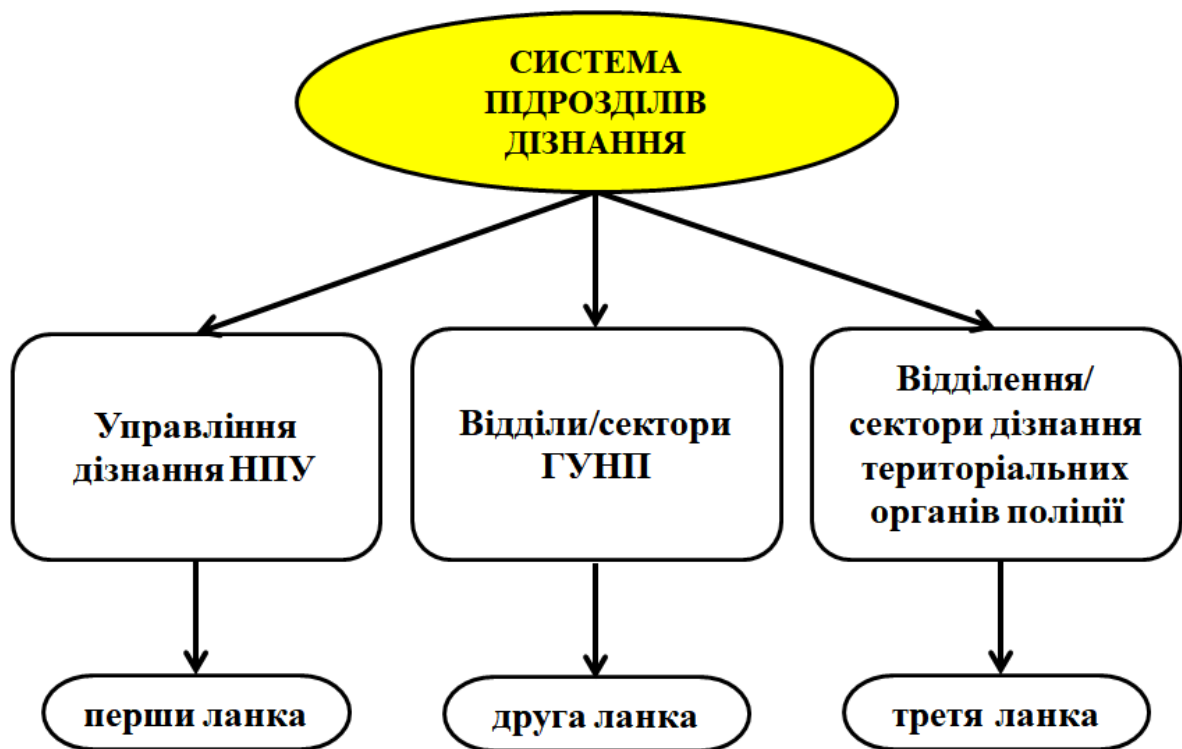 СИСТЕМА
ПІДРОЗДІЛІВ
ДІЗНАННЯ
Управління
дізнання НПУ
Відділи/сектори
ГУНП
Відділення/
сектори дізнання
територіальних
органів поліції
перши ланка
друга ланка
третя ланка